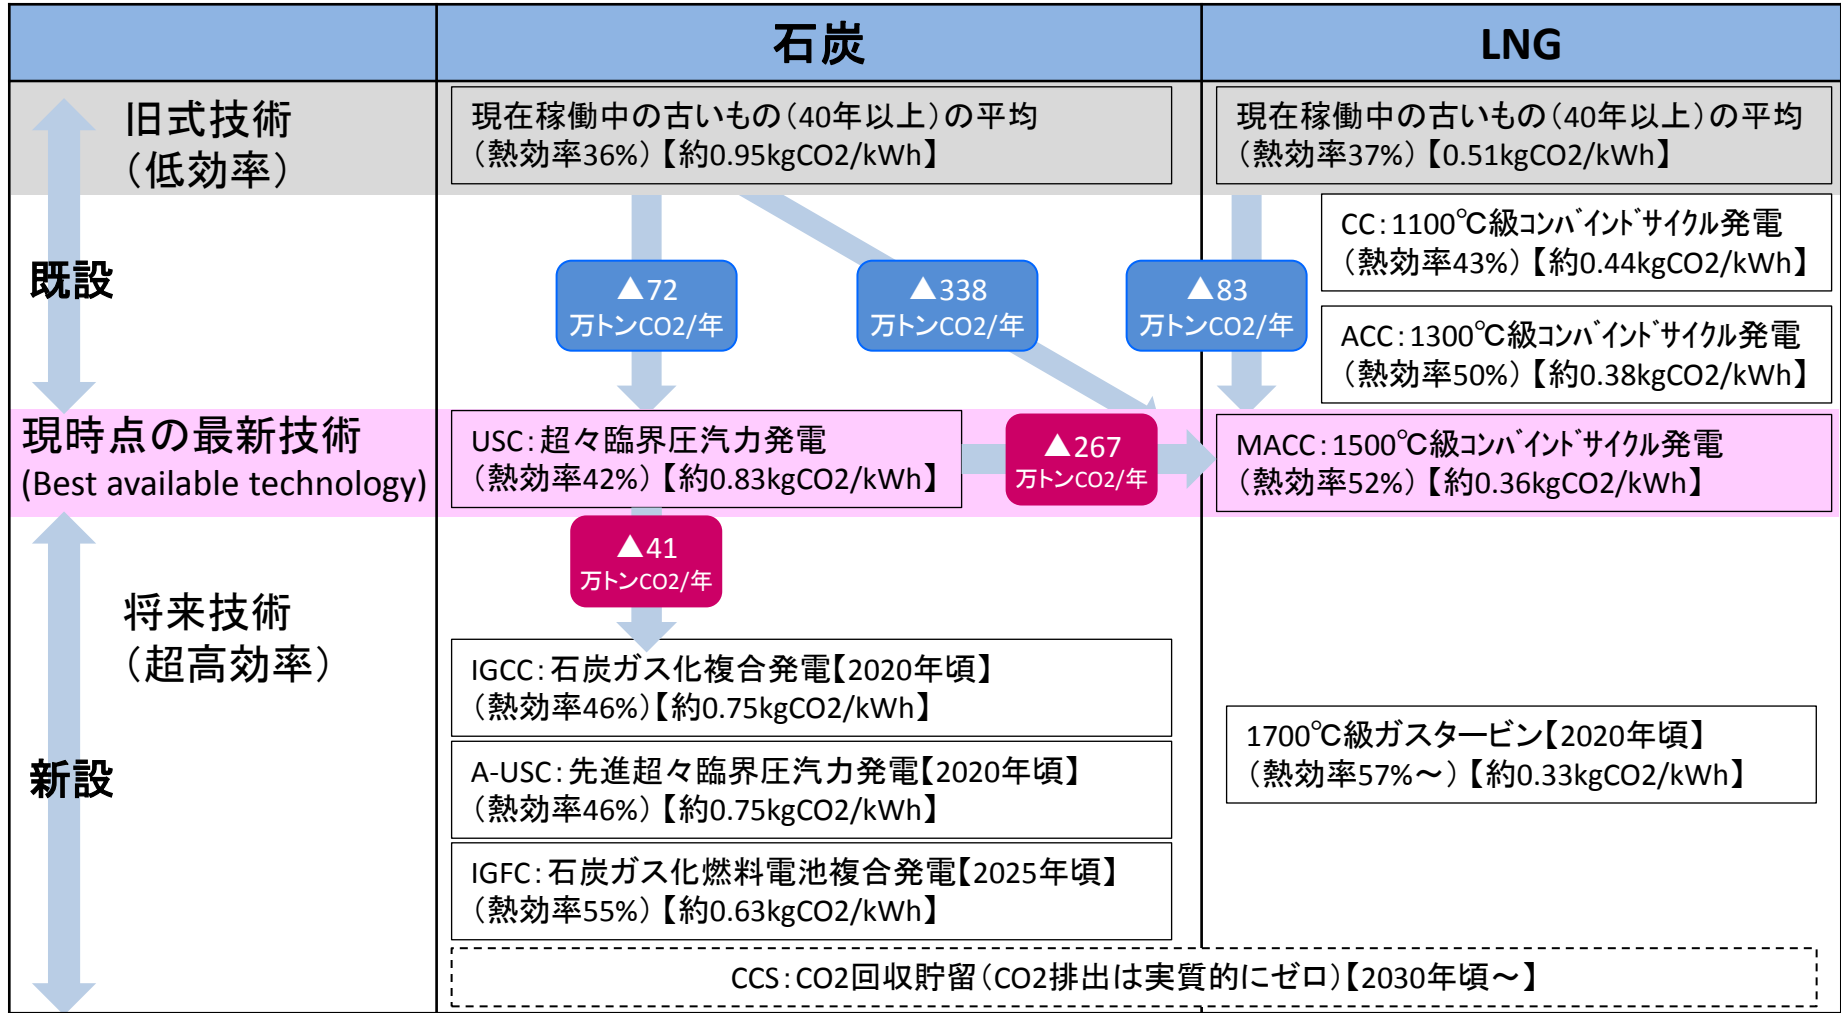 石炭
LNG
旧式技術
（低効率）
現在稼働中の古いもの（40年以上）の平均
（熱効率36%）【約0.95kgCO2/kWh】
現在稼働中の古いもの（40年以上）の平均
（熱効率37%）【0.51kgCO2/kWh】
既設
▲72
万トンCO2/年
▲338
万トンCO2/年
▲83
万トンCO2/年
CC：1100℃級ｺﾝﾊﾞｲﾝﾄﾞｻｲｸﾙ発電
（熱効率43%）【約0.44kgCO2/kWh】
ACC：1300℃級ｺﾝﾊﾞｲﾝﾄﾞｻｲｸﾙ発電
（熱効率50%）【約0.38kgCO2/kWh】
現時点の最新技術
(Best available technology)
USC：超々臨界圧汽力発電
（熱効率42%）【約0.83kgCO2/kWh】
▲267
万トンCO2/年
MACC：1500℃級ｺﾝﾊﾞｲﾝﾄﾞｻｲｸﾙ発電
（熱効率52%）【約0.36kgCO2/kWh】
▲41
万トンCO2/年
将来技術
（超高効率）
新設
IGCC：石炭ガス化複合発電【2020年頃】
（熱効率46%）【約0.75kgCO2/kWh】
A-USC：先進超々臨界圧汽力発電【2020年頃】
（熱効率46%）【約0.75kgCO2/kWh】
IGFC：石炭ガス化燃料電池複合発電【2025年頃】
（熱効率55%）【約0.63kgCO2/kWh】
1700℃級ガスタービン【2020年頃】
（熱効率57%～）【約0.33kgCO2/kWh】
CCS：CO2回収貯留（CO2排出は実質的にゼロ）【2030年頃～】